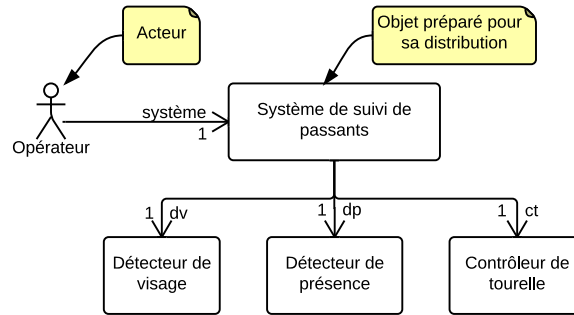 Acteur
Objet préparé pour
sa distribution
Opérateur
système
1
Système de suivi de
passants
1 dv
1 dp
1 ct
Détecteur de
visage
Détecteur de
présence
Contrôleur de
tourelle